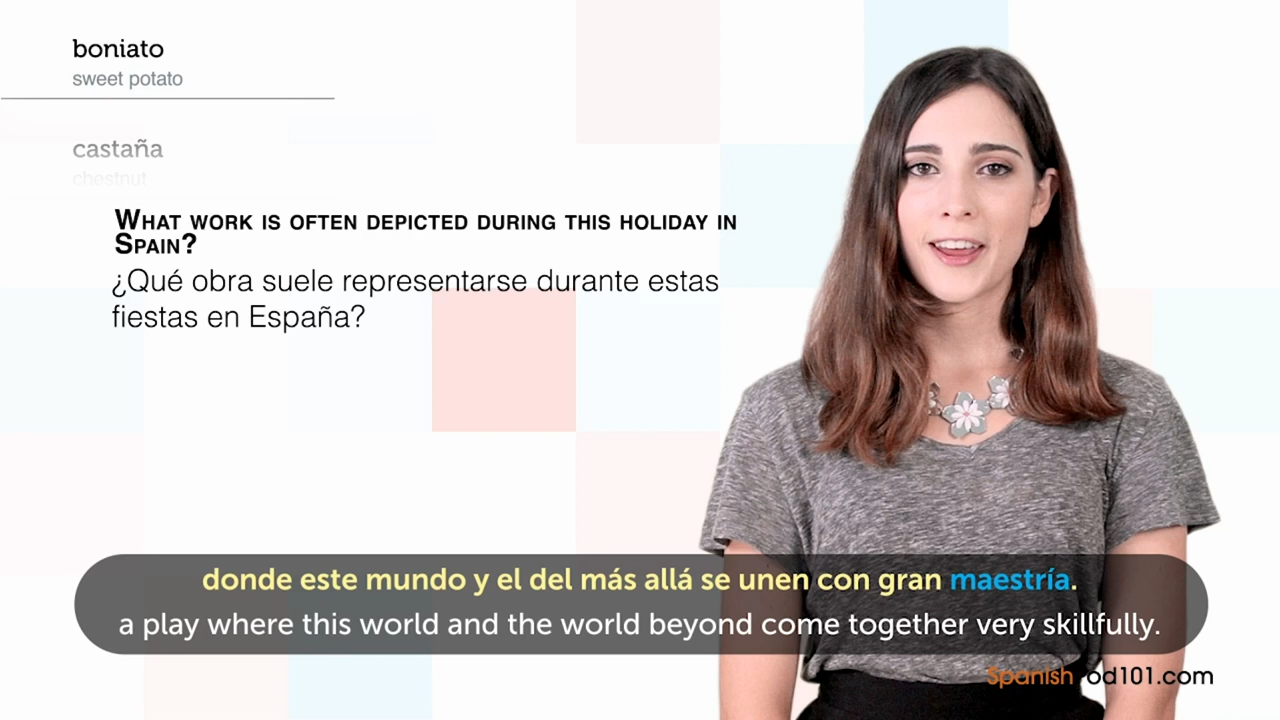 boniato
sweet potato
castaña
chestnut
What work is often depicted during this holiday in
Spain?
¿Qué obra suele representarse durante estas
fiestas en España?
donde este mundo y el del más allá se unen con gran maestría.
a play where this world and the world beyond come together very skillfully.
Spanish od101.com